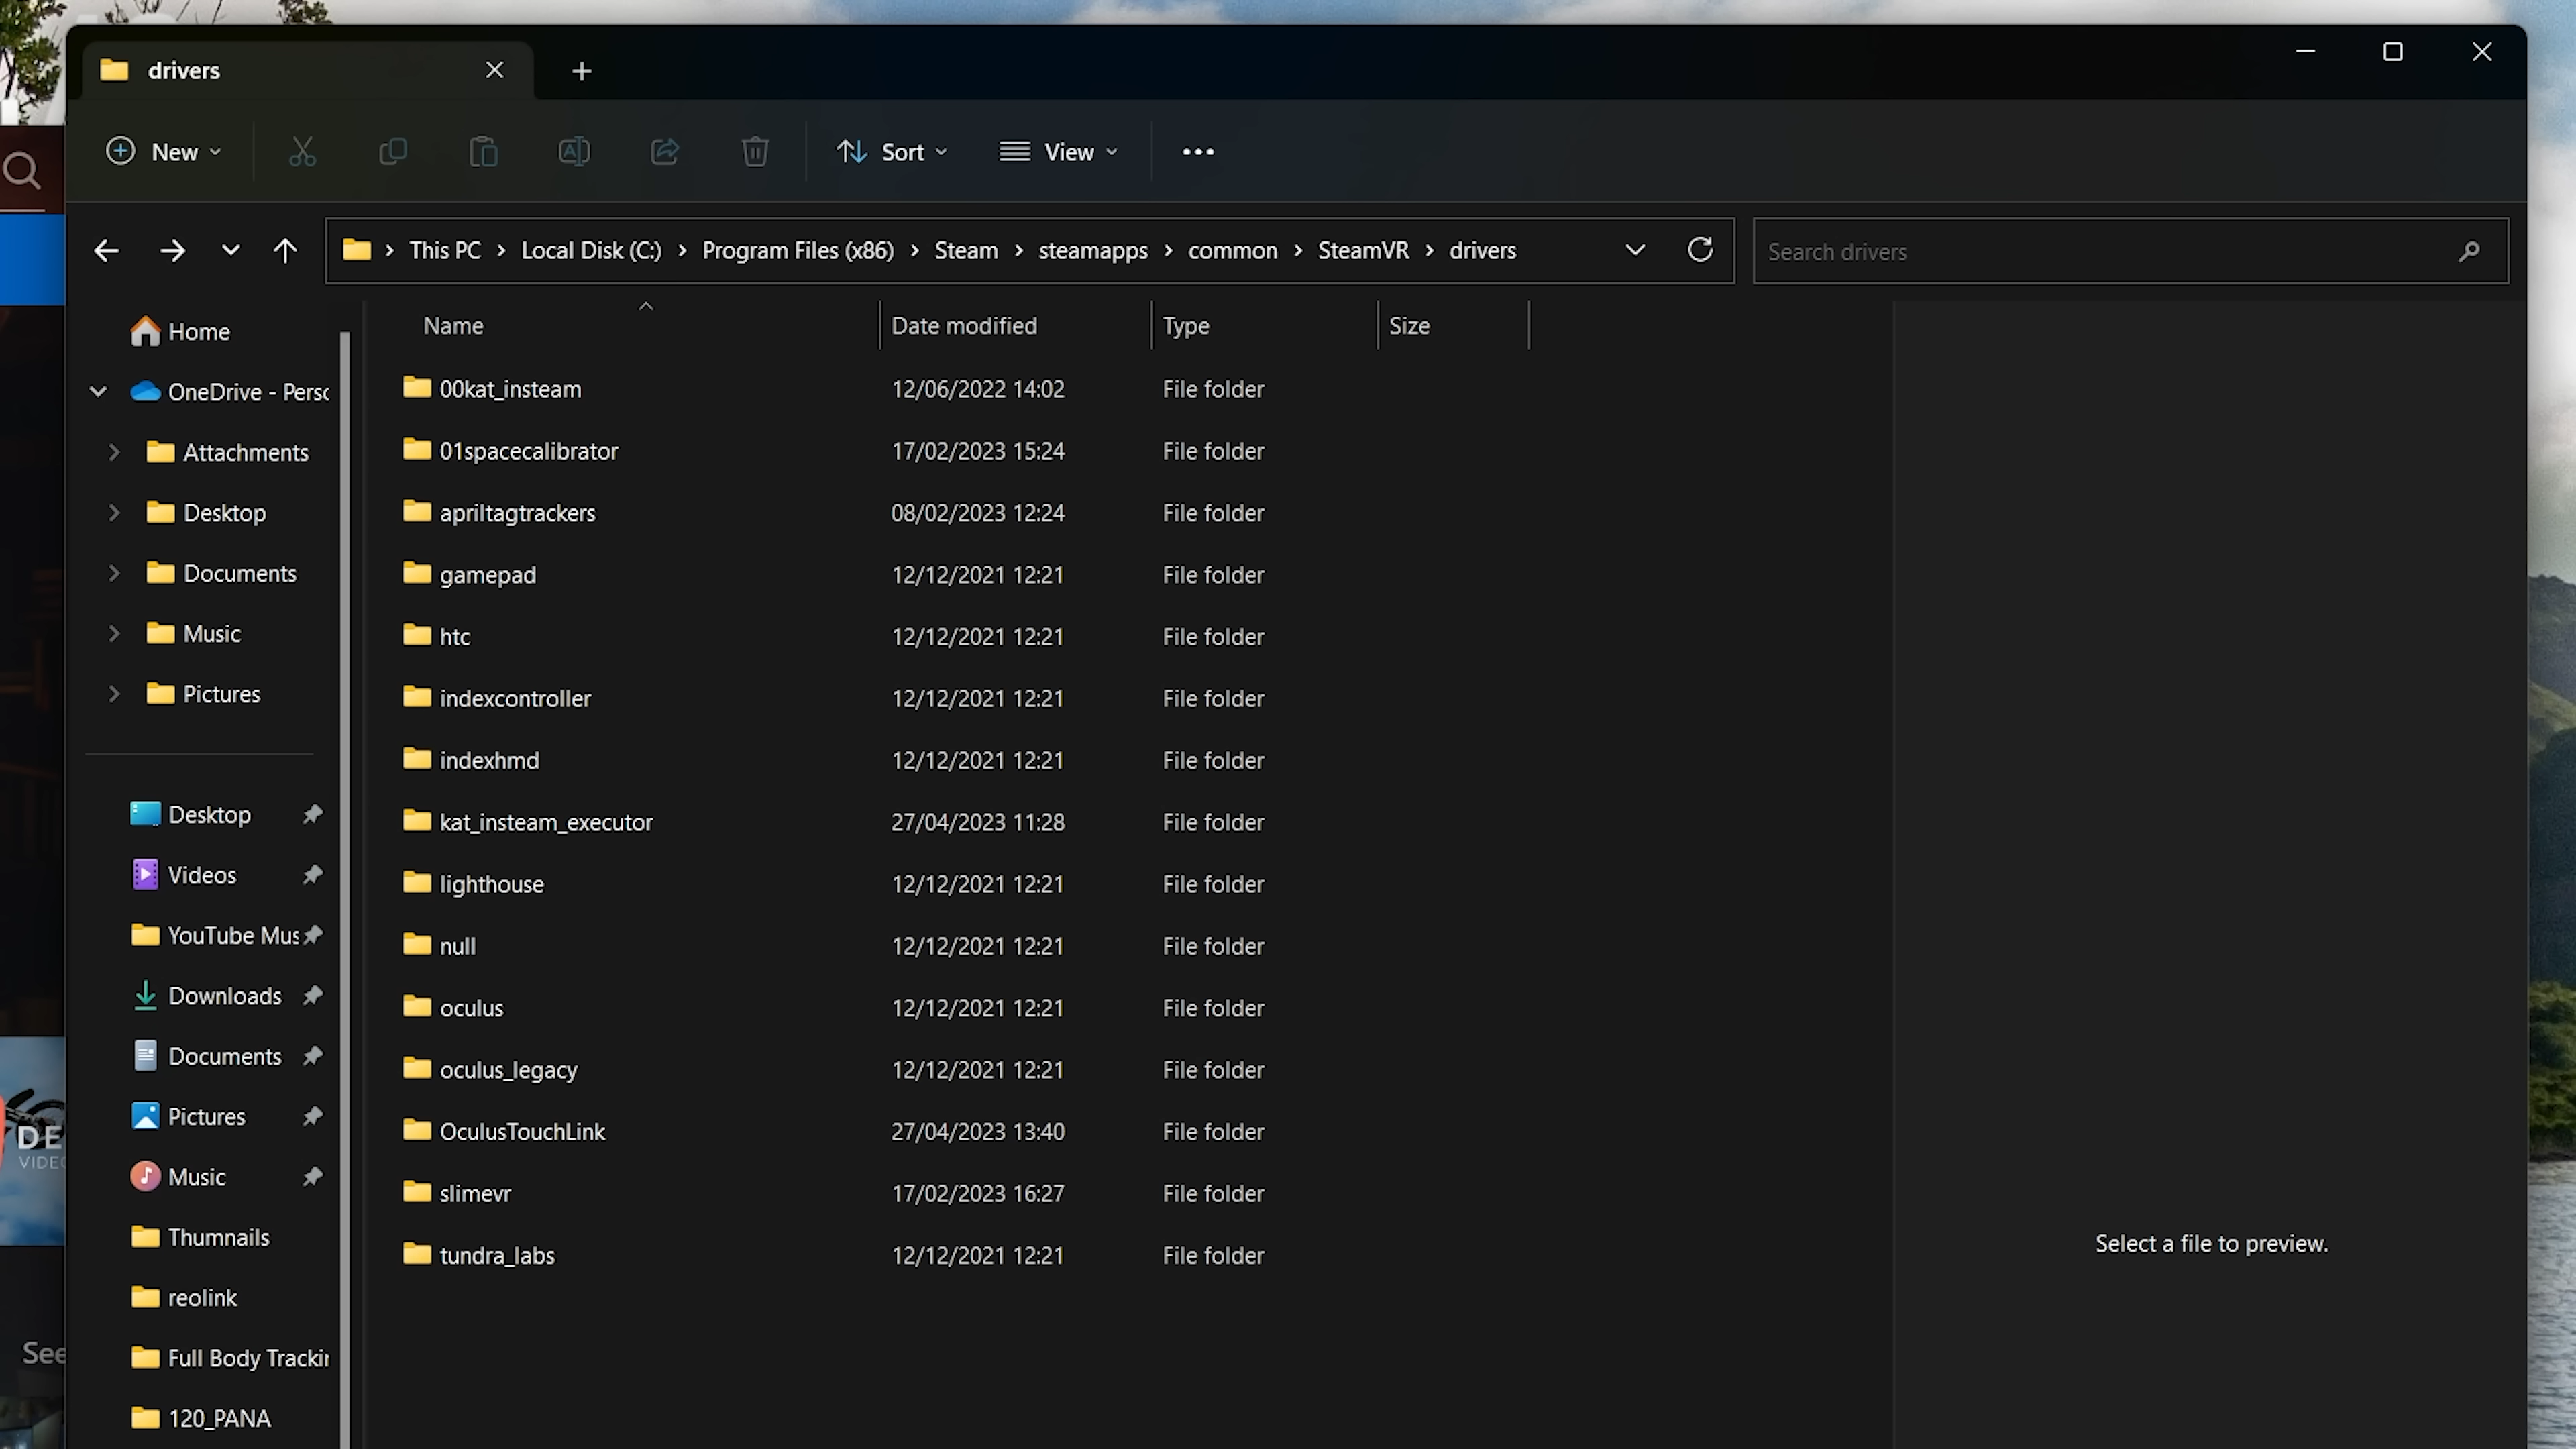 drivers
New
Sort
View
This PC > Local Disk (C:) > Program Files (x86) > Steam > steamapps > common > SteamVR > drivers
Search drivers
Home
OneDrive - Perso
Attachments
Desktop
Documents
Music
Pictures
Desktop
Videos
YouTube Mus
Downloads
Documents
Pictures
Music
Thumnails
reolink
Full Body Trackin
120_PANA
Name Date modified Type Size
00kat_insteam 12/06/2022 14:02 File folder
01spacecalibrator 17/02/2023 15:24 File folder
apriltagtrackers 08/02/2023 12:24 File folder
gamepad 12/12/2021 12:21 File folder
htc 12/12/2021 12:21 File folder
indexcontroller 12/12/2021 12:21 File folder
indexhmd 12/12/2021 12:21 File folder
kat_insteam_executor 27/04/2023 11:28 File folder
lighthouse 12/12/2021 12:21 File folder
null 12/12/2021 12:21 File folder
oculus 12/12/2021 12:21 File folder
oculus_legacy 12/12/2021 12:21 File folder
OculusTouchLink 27/04/2023 13:40 File folder
slimevr 17/02/2023 16:27 File folder
tundra_labs 12/12/2021 12:21 File folder
Select a file to preview.
DE
VIDEO
See